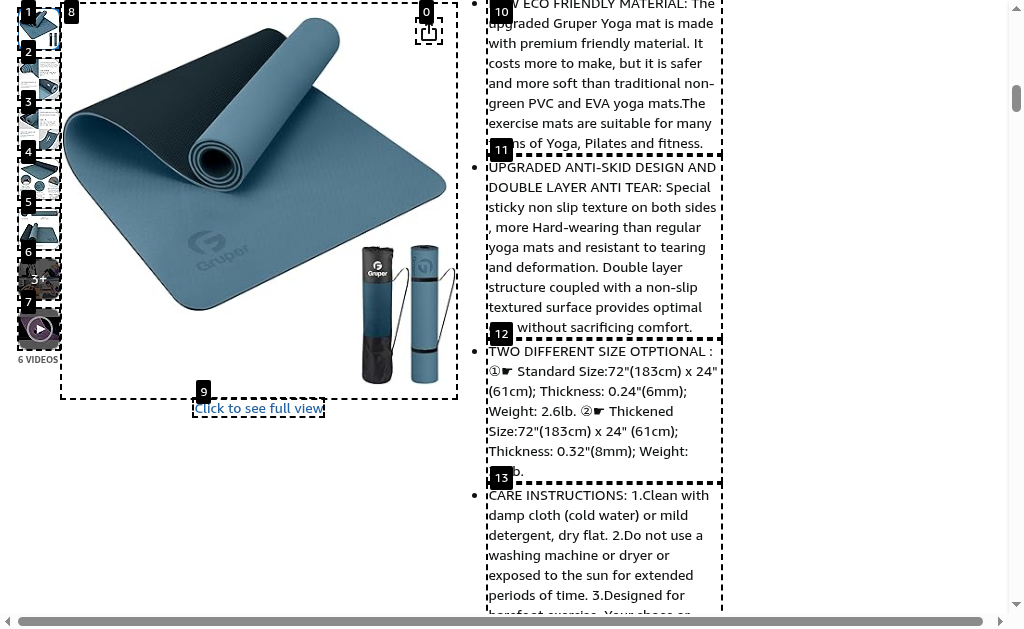 1
2
3
4
5
6
3+
7
6 VIDEOS
8
0
Gruper
Gruper
9
Click to see full view
10
ECO FRIENDLY MATERIAL: The
upgraded Gruper Yoga mat is made
with premium friendly material. It
costs more to make, but it is safer
and more soft than traditional non-
green PVC and EVA yoga mats.The
exercise mats are suitable for many
of Yoga, Pilates and fitness.
11
UPGRADED ANTI-SKID DESIGN AND
DOUBLE LAYER ANTI TEAR: Special
sticky non slip texture on both sides
, more Hard-wearing than regular
yoga mats and resistant to tearing
and deformation. Double layer
structure coupled with a non-slip
textured surface provides optimal
without sacrificing comfort.
12
TWO DIFFERENT SIZE OTPTIONAL :
①☛ Standard Size:72"(183cm) x 24"
(61cm); Thickness: 0.24"(6mm);
Weight: 2.6lb. ②☛ Thickened
Size:72"(183cm) x 24" (61cm);
Thickness: 0.32"(8mm); Weight:
13
CARE INSTRUCTIONS: 1.Clean with
damp cloth (cold water) or mild
detergent, dry flat. 2.Do not use a
washing machine or dryer or
exposed to the sun for extended
periods of time. 3.Designed for